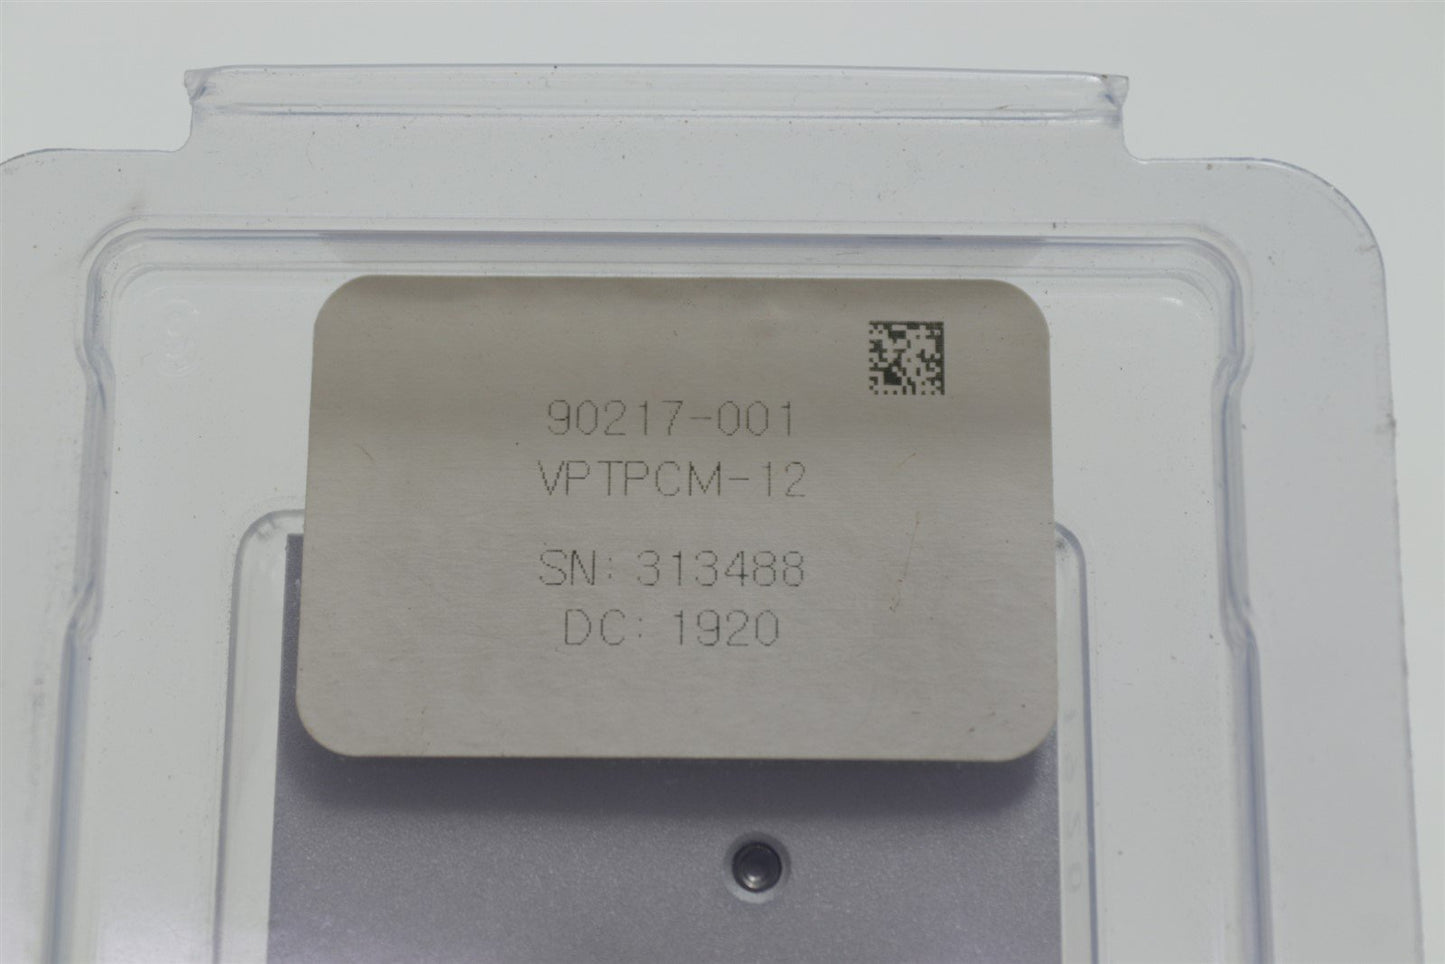 90217-001
VPTPCM-12
SN: 313488
DC: 1920